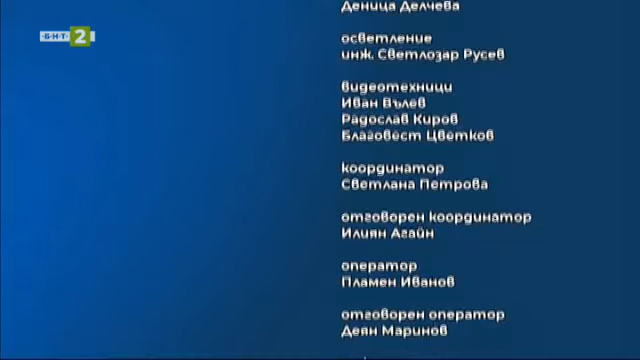 БНТ 2
Деница Делчева
осветление
инж. Светлозар Русев
видеотехници
Иван Вълев
Радослав Киров
Благовест Цветков
координатор
Светлана Петрова
отговорен координатор
Илиян Агайн
оператор
Пламен Иванов
отговорен оператор
Деян Маринов